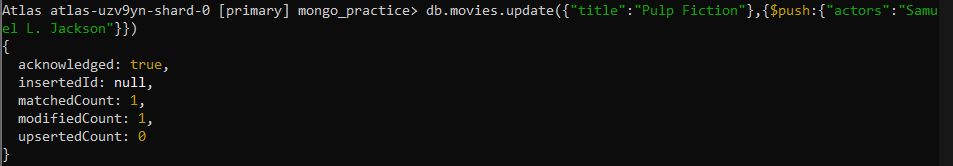 Atlas atlas-uzv9yn-shard-0 [primary] mongo_practice> db.movies.update({"title":"Pulp Fiction"},{$push:{"actors":"Samu
el L. Jackson"}})
{
  acknowledged: true,
  insertedId: null,
  matchedCount: 1,
  modifiedCount: 1,
  upsertedCount: 0
}